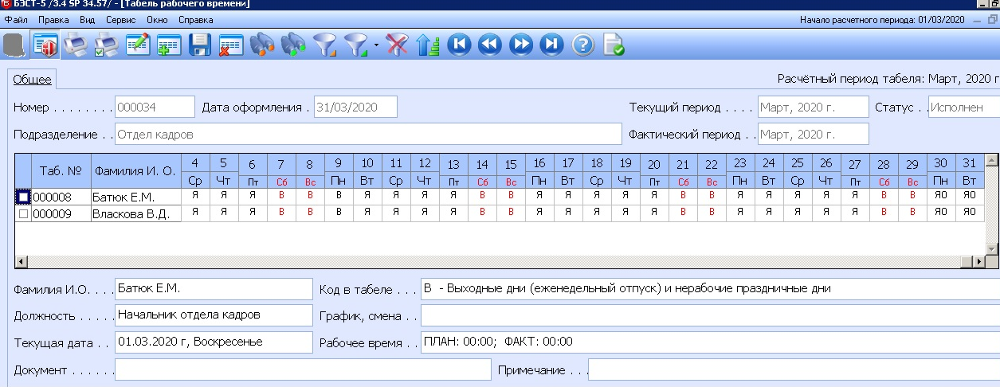 БЭСТ-5 /3.4 SP 34.57/ - [Табель рабочего времени]
Файл Правка Вид Сервис Окно Справка Начало расчетного периода: 01/03/2020
Общее Расчётный период табеля: Март, 2020 г
Номер . . . . . . . . 000034 Дата оформления . 31/03/2020 Текущий период . . . . Март, 2020 г. Статус . . Исполнен
Подразделение . . Отдел кадров Фактический период . . Март, 2020 г.
Таб. № Фамилия И. О. 4 5 6 7 8 9 10 11 12 13 14 15 16 17 18 19 20 21 22 23 24 25 26 27 28 29 30 31
Ср Чт Пт Сб Вс Пн Вт Ср Чт Пт Сб Вс Пн Вт Ср Чт Пт Сб Вс Пн Вт Ср Чт Пт Сб Вс Пн Вт
000008 Батюк Е.М. Я Я Я В В В Я Я Я Я В В Я Я Я Я Я В В Я Я Я Я Я В В Я0 Я0
000009 Власкова В.Д. Я Я Я В В В Я Я Я Я В В Я Я Я Я Я В В Я Я Я Я Я В В Я0 Я0
Фамилия И.О. . . . Батюк Е.М. Код в табеле . . . В - Выходные дни (еженедельный отпуск) и нерабочие праздничные дни
Должность . . . . . Начальник отдела кадров График, смена . .
Текущая дата . . 01.03.2020 г, Воскресенье Рабочее время . . ПЛАН: 00:00; ФАКТ: 00:00
Документ . . . . . . Примечание . .